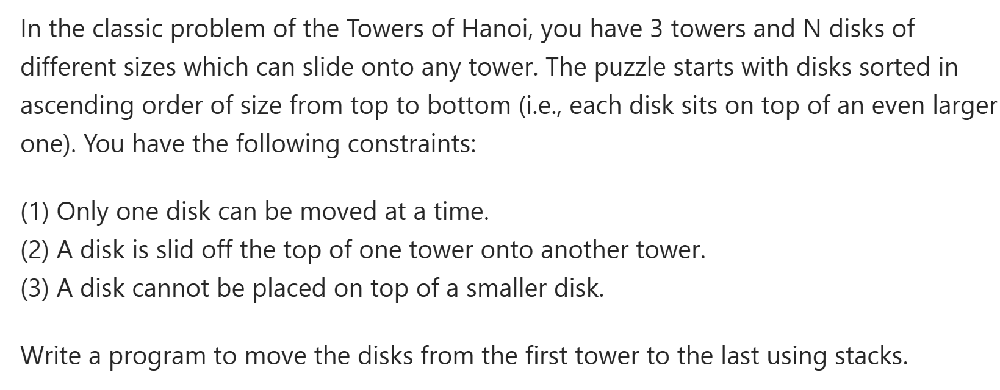 In the classic problem of the Towers of Hanoi, you have 3 towers and N disks of
different sizes which can slide onto any tower. The puzzle starts with disks sorted in
ascending order of size from top to bottom (i.e., each disk sits on top of an even larger
one). You have the following constraints:
(1) Only one disk can be moved at a time.
(2) A disk is slid off the top of one tower onto another tower.
(3) A disk cannot be placed on top of a smaller disk.
Write a program to move the disks from the first tower to the last using stacks.